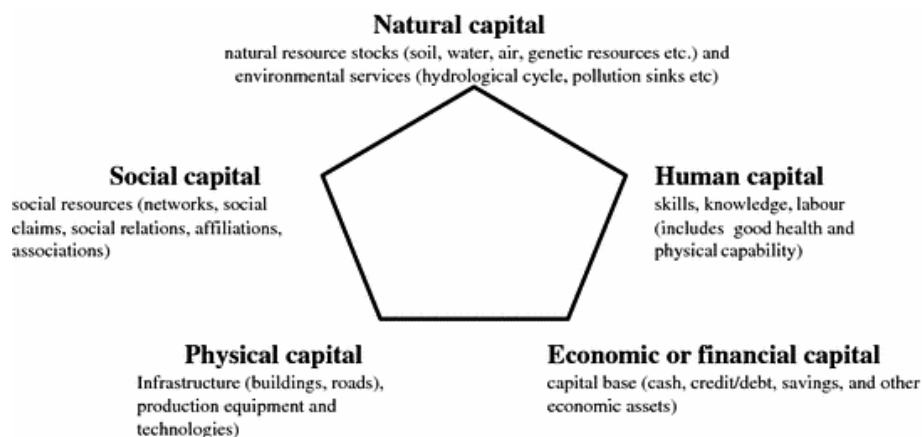 Natural capital
natural resource stocks (soil, water, air, genetic resources etc.) and
environmental services (hydrological cycle, pollution sinks etc)
Social capital
social resources (networks, social
claims, social relations, affiliations,
associations)
Human capital
skills, knowledge, labour
(includes good health and
physical capability)
Physical capital
Infrastructure (buildings, roads),
production equipment and
technologies)
Economic or financial capital
capital base (cash, credit/debt, savings, and other
economic assets)